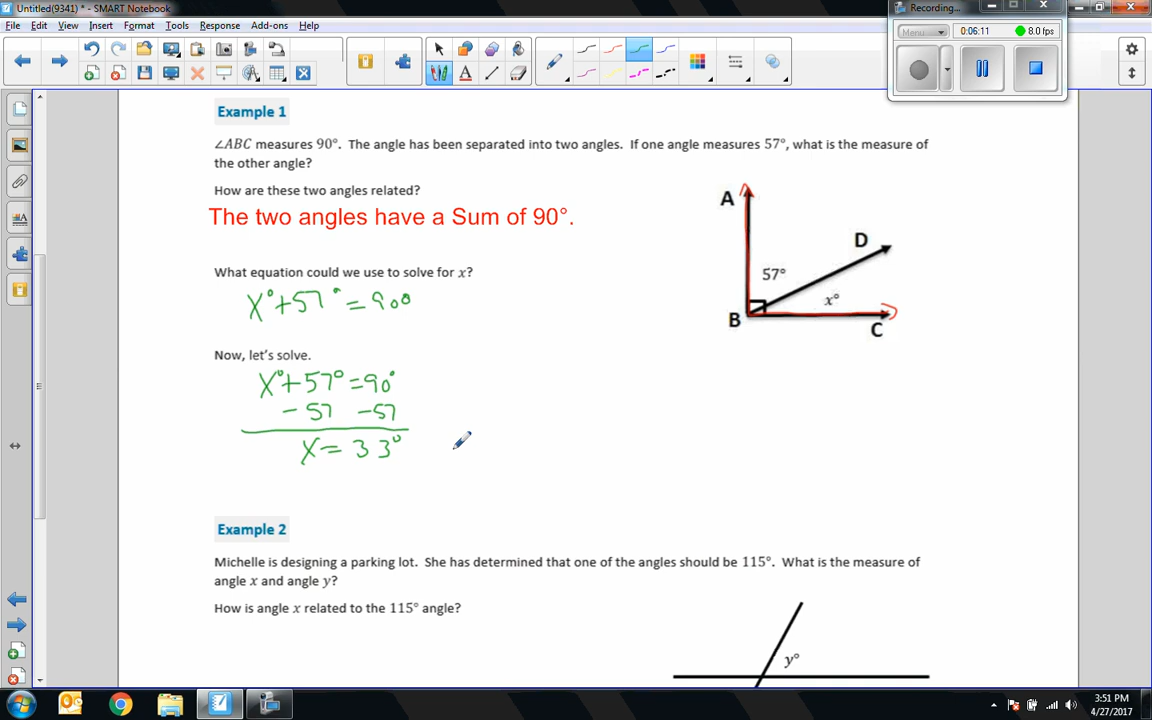 Untitled(9341) * - SMART Notebook
Recording...
File Edit View Insert Format Tools Response Add-ons Help
Menu
0:06:11
8.0 fps
Example 1
∠ABC measures 90°. The angle has been separated into two angles. If one angle measures 57°, what is the measure of
the other angle?
How are these two angles related?
The two angles have a Sum of 90°.
A
D
57°
x°
B
C
What equation could we use to solve for x?
x°+57°=90°
Now, let's solve.
x°+57°=90°
-57 -57
x=33°
Example 2
Michelle is designing a parking lot. She has determined that one of the angles should be 115°. What is the measure of
angle x and angle y?
How is angle x related to the 115° angle?
y°
3:51 PM
4/27/2017